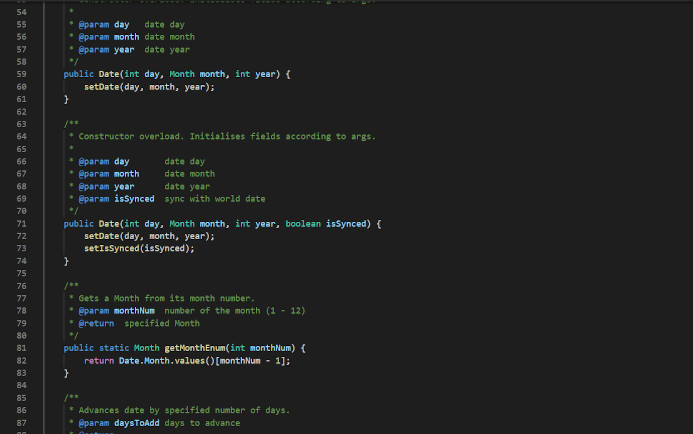 54 *
55 * @param day   date day
56 * @param month date month
57 * @param year  date year
58 */
59 public Date(int day, Month month, int year) {
60     setDate(day, month, year);
61 }
62
63 /**
64 * Constructor overload. Initialises fields according to args.
65 *
66 * @param day       date day
67 * @param month     date month
68 * @param year      date year
69 * @param isSynced  sync with world date
70 */
71 public Date(int day, Month month, int year, boolean isSynced) {
72     setDate(day, month, year);
73     setIsSynced(isSynced);
74 }
75
76 /**
77 * Gets a Month from its month number.
78 * @param monthNum  number of the month (1 - 12)
79 * @return  specified Month
80 */
81 public static Month getMonthEnum(int monthNum) {
82     return Date.Month.values()[monthNum - 1];
83 }
84
85 /**
86 * Advances date by specified number of days.
87 * @param daysToAdd days to advance